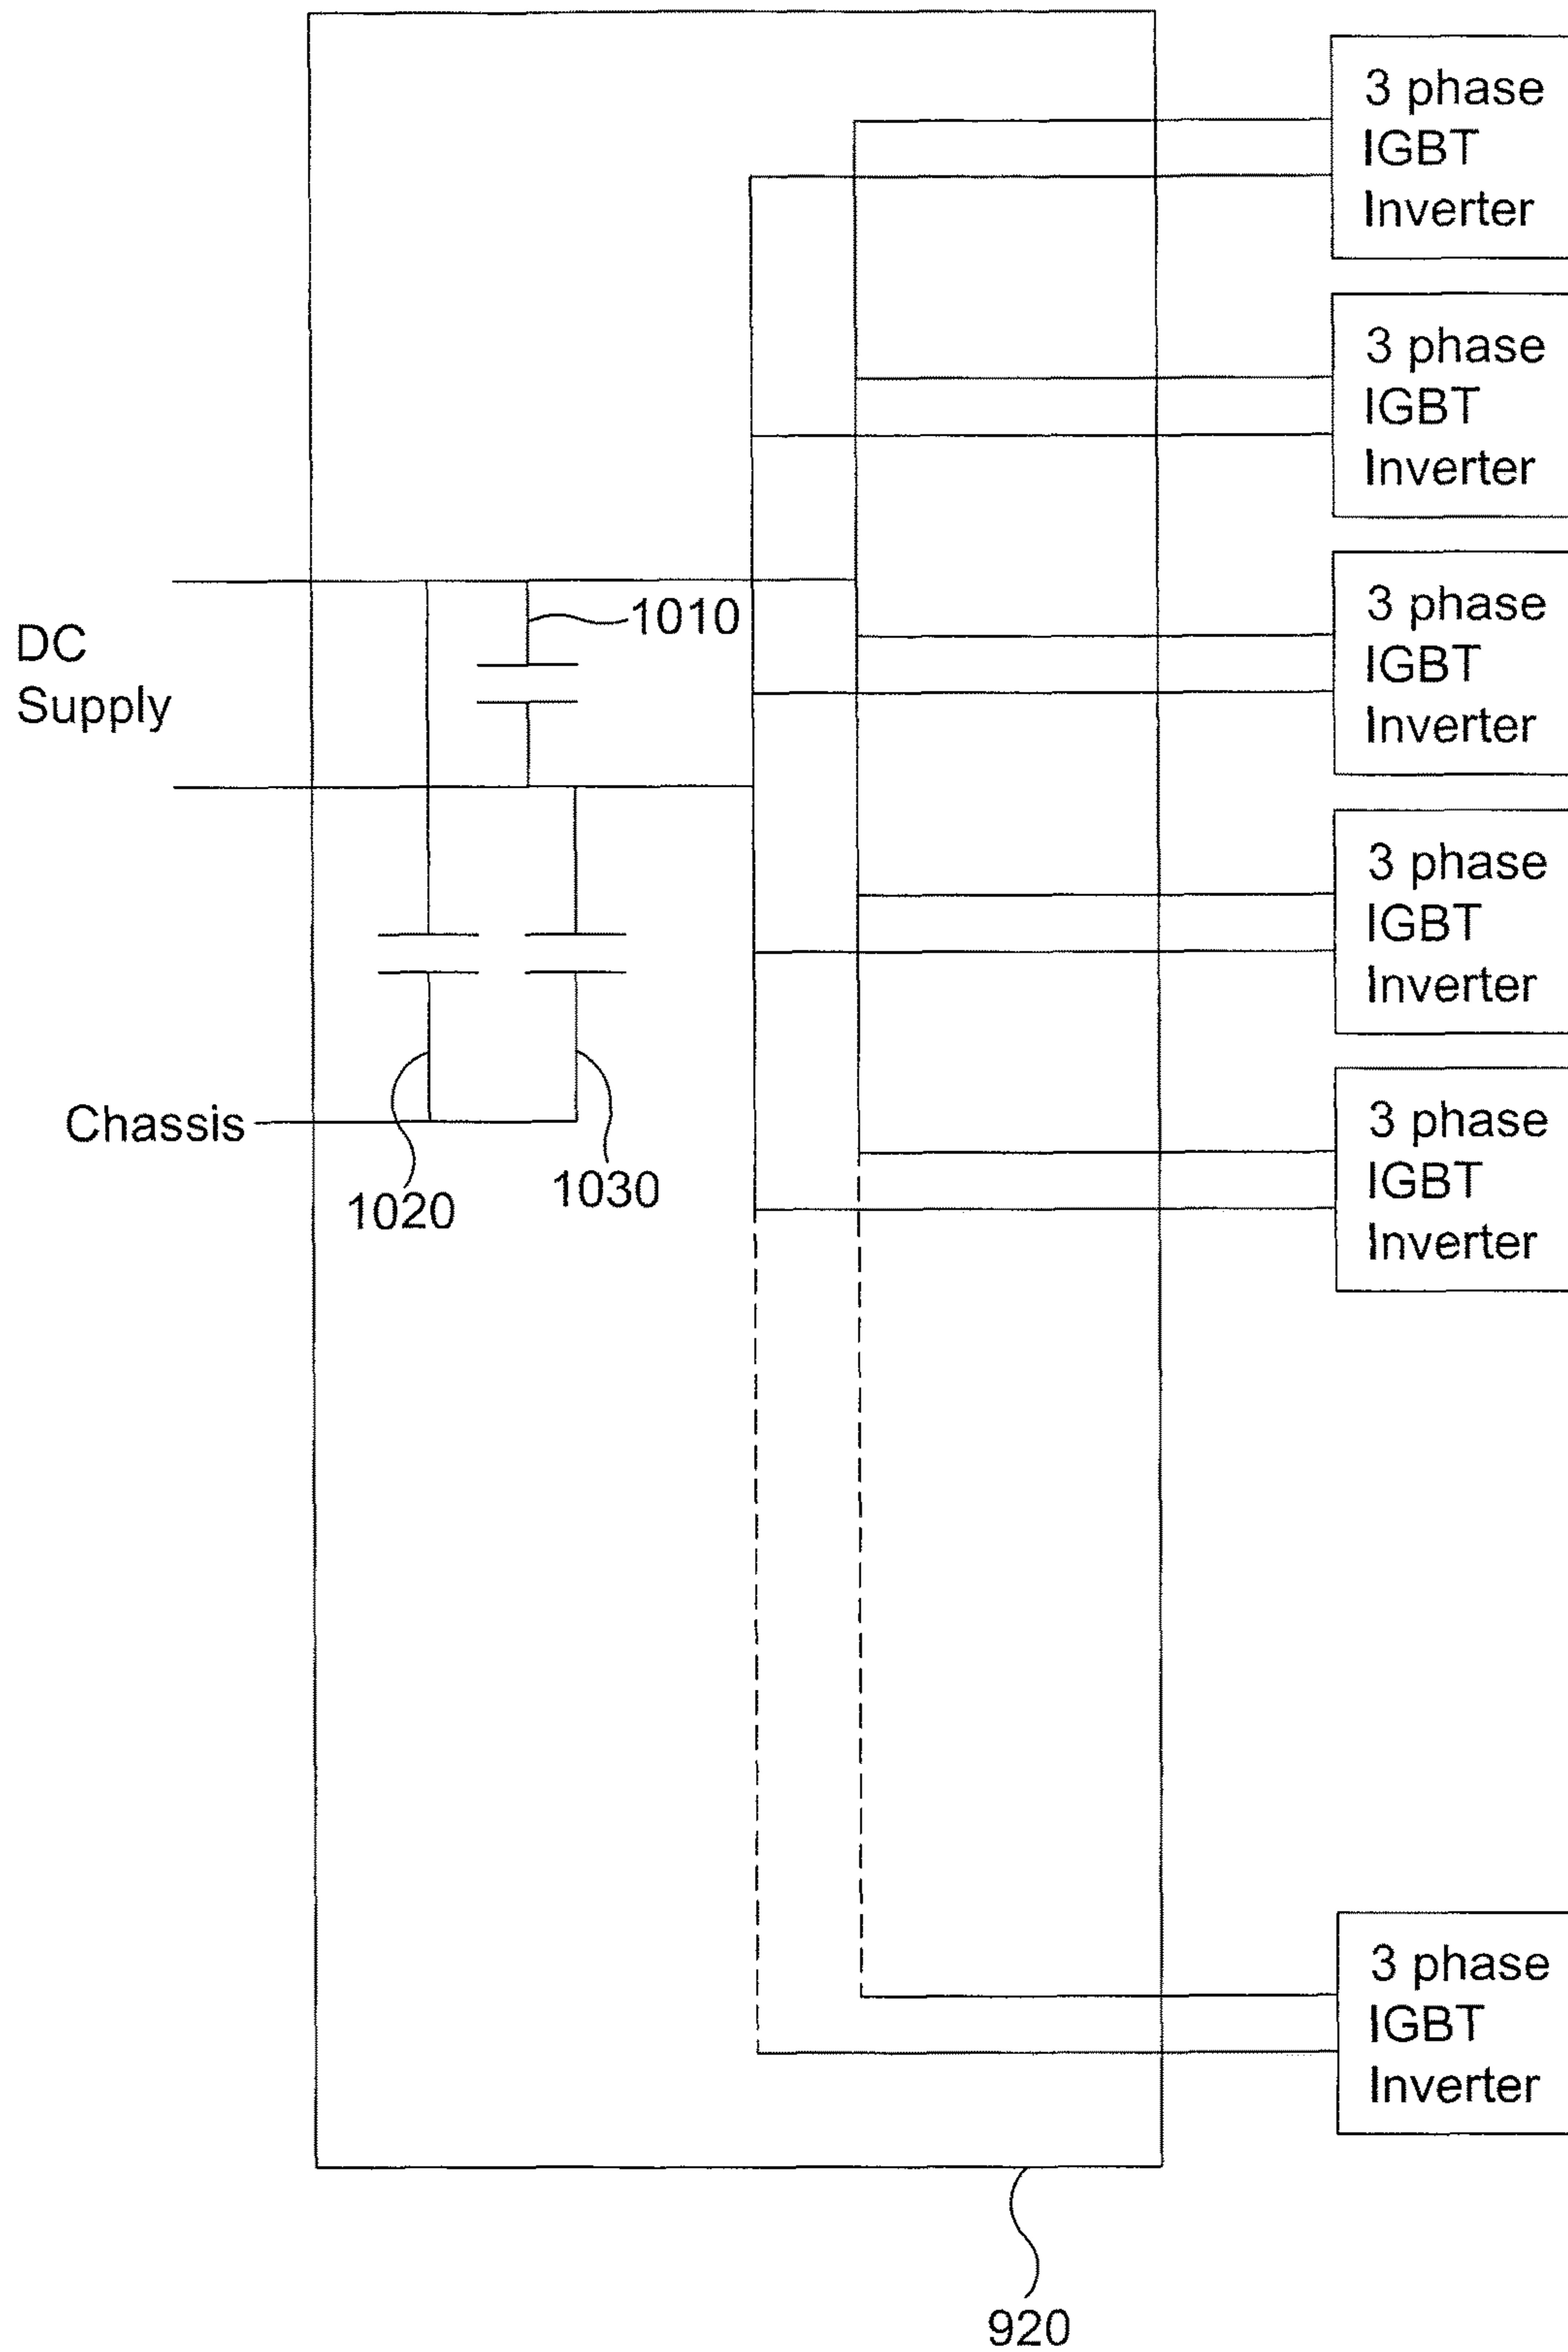 3 phase
IGBT
Inverter
3 phase
IGBT
Inverter
DC
Supply
1010
3 phase
IGBT
Inverter
3 phase
IGBT
Inverter
Chassis
1020
1030
3 phase
IGBT
Inverter
3 phase
IGBT
Inverter
920